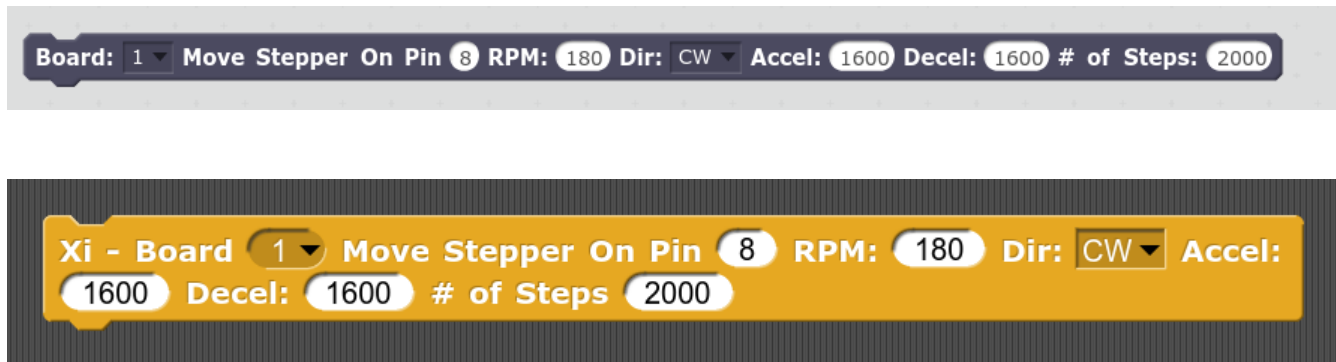 Board: 1 Move Stepper On Pin 8 RPM: 180 Dir: CW Accel: 1600 Decel: 1600 # of Steps: 2000
Xi - Board 1 Move Stepper On Pin 8 RPM: 180 Dir: CW Accel:
1600 Decel: 1600 # of Steps 2000